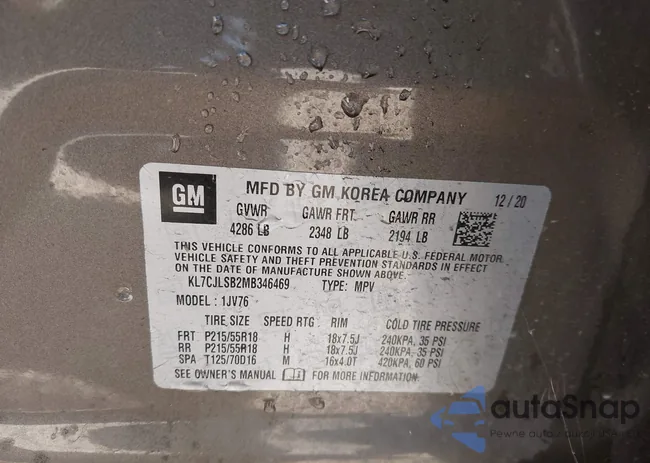 GM
MFD BY GM KOREA COMPANY 12/20
GVWR GAWR FRT GAWR RR
4286 LB 2348 LB 2194 LB
THIS VEHICLE CONFORMS TO ALL APPLICABLE U.S. FEDERAL MOTOR
VEHICLE SAFETY AND THEFT PREVENTION STANDARDS IN EFFECT
ON THE DATE OF MANUFACTURE SHOWN ABOVE.
KL7CJLSB2MB346469 TYPE: MPV
MODEL: 1JV76
TIRE SIZE SPEED RTG RIM COLD TIRE PRESSURE
FRT P215/55R18 H 18x7.5J 240KPA, 35 PSI
RR P215/55R18 H 18x7.5J 240KPA, 35 PSI
SPA T125/70D16 M 16x4.0T 420KPA, 60 PSI
SEE OWNER'S MANUAL FOR MORE INFORMATION.
autoSnap